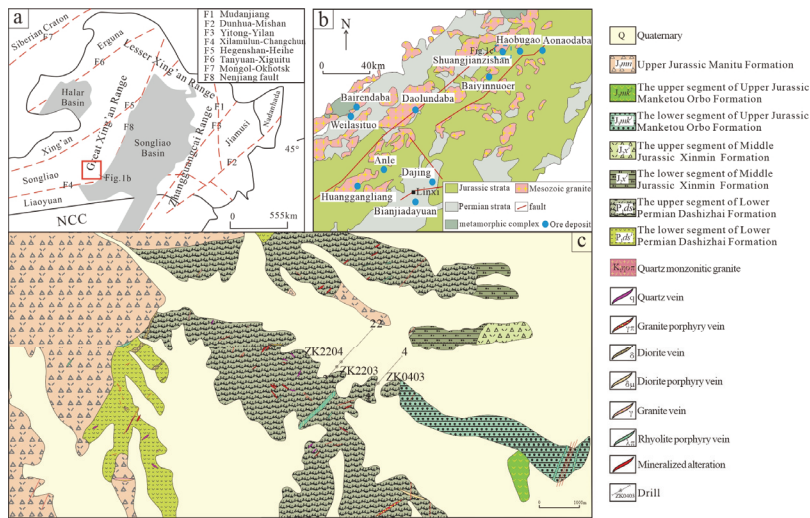 a
Siberian Craton
F7
Erguna
F6
Lesser Xing'an Range
Halar
Basin
Great Xing'an Range
F5
F8
Xing'an
Songliao
Basin
Zhangguangcai Range
F1
F3
Jiamusi
Nadanhada
F2
45°
Songliao
F4
Fig.1b
Liaoyuan
NCC
0 555km
F1 Mudanjiang
F2 Dunhua-Mishan
F3 Yitong-Yilan
F4 Xilamulun-Changchun
F5 Hegenshan-Heihe
F6 Tayuan-Xiguitu
F7 Mongol-Okhotsk
F8 Nenjiang fault
b
N
0 40km
Haobugao
Aonaodaba
Fig.1c
Shuangjianzishan
Baiyinnuoer
Bairendaba
Daolundaba
Weilasituo
Anle
Dajing
Huanggangliang
Linxi
Bianjiadayuan
Jurassic strata
Mesozoic granite
Permian strata
fault
metamorphic complex
Ore deposit
c
22
4
ZK2204
ZK2203
ZK0403
0 1000m
Q Quaternary
Upper Jurassic Manitu Formation
The upper segment of Upper Jurassic
Manketou Orbo Formation
The lower segment of Upper Jurassic
Manketou Orbo Formation
The upper segment of Middle
Jurassic Xinmin Formation
The lower segment of Middle
Jurassic Xinmin Formation
The upper segment of Lower
Permian Dashizhai Formation
The lower segment of Lower
Permian Dashizhai Formation
Quartz monzonitic granite
q Quartz vein
γπ Granite porphyry vein
δ Diorite vein
δμ Diorite porphyry vein
γ Granite vein
λπ Rhyolite porphyry vein
Mineralized alteration
ZK0403 Drill